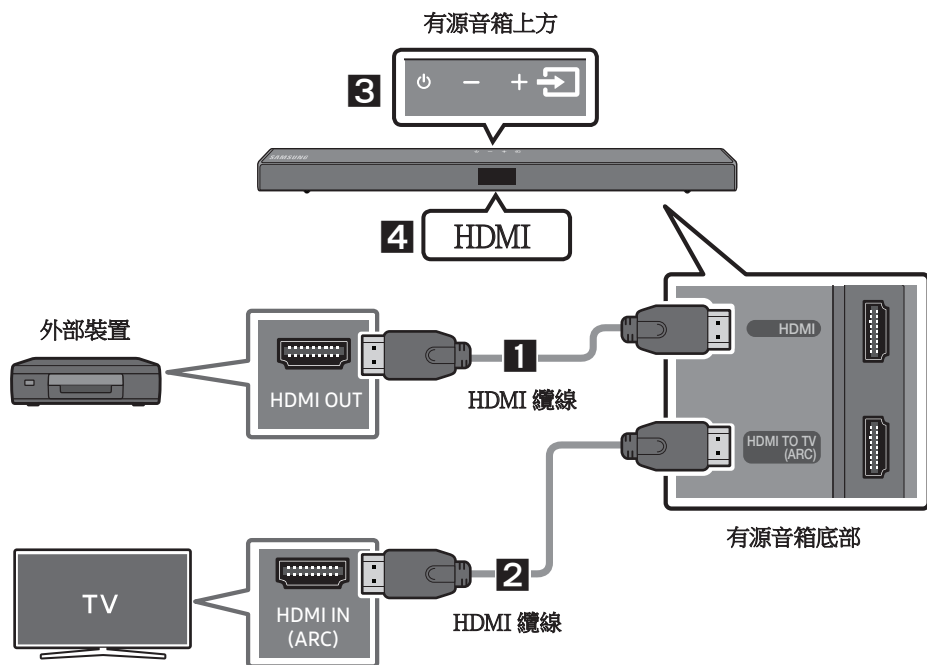 有源音箱上方
3
SAMSUNG
4
HDMI
外部裝置
HDMI OUT
1
HDMI 纜線
HDMI
HDMI TO TV
(ARC)
有源音箱底部
TV
HDMI IN
(ARC)
2
HDMI 纜線